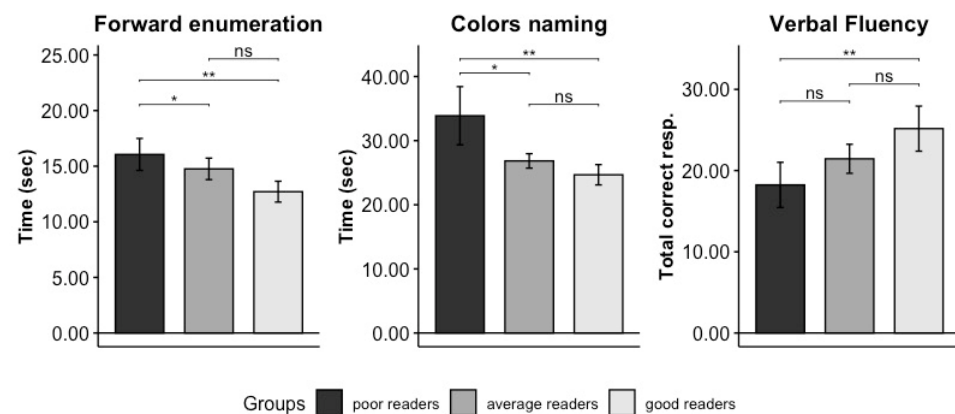 Forward enumeration
Time (sec)
25.00
20.00
15.00
10.00
5.00
0.00
ns
**
*
Colors naming
Time (sec)
40.00
30.00
20.00
10.00
0.00
**
*
ns
Verbal Fluency
Total correct resp.
30.00
20.00
10.00
0.00
**
ns
ns
Groups poor readers average readers good readers